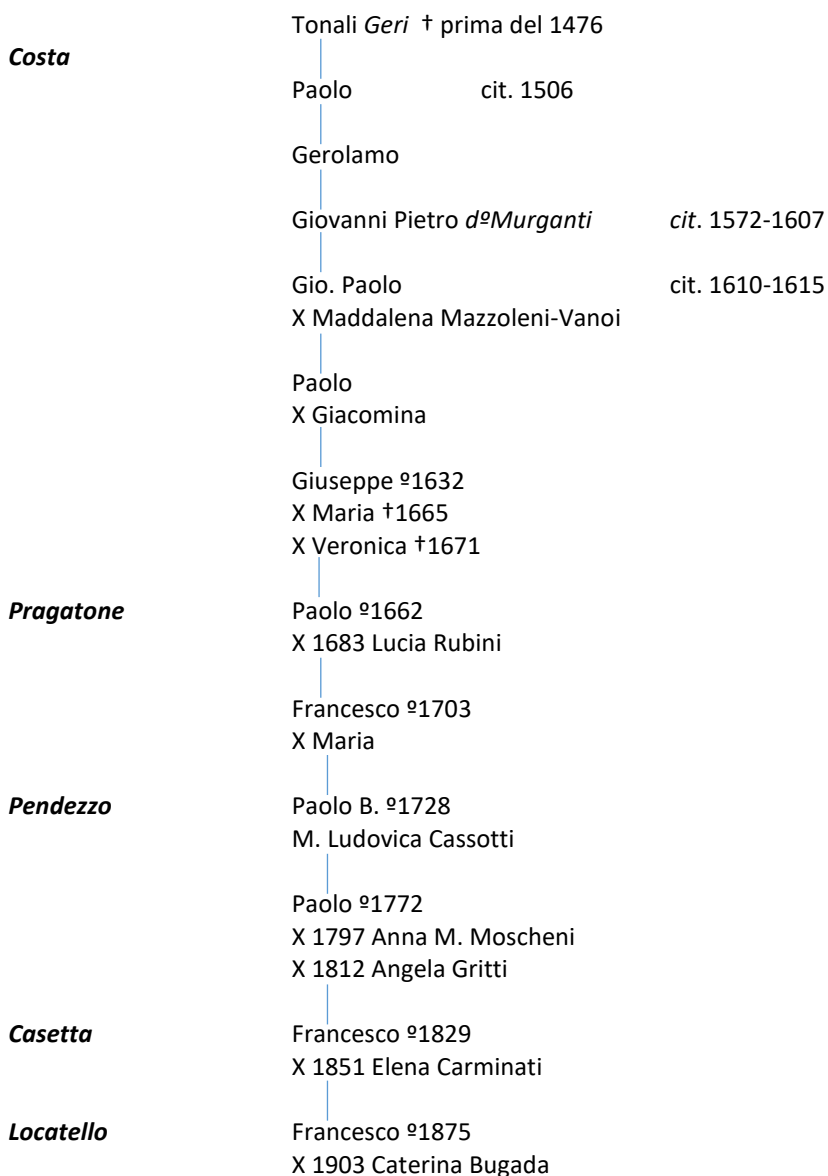 Tonali Geri † prima del 1476
Costa
Paolo cit. 1506
Gerolamo
Giovanni Pietro dºMurganti cit. 1572-1607
Gio. Paolo cit. 1610-1615
X Maddalena Mazzoleni-Vanoi
Paolo
X Giacomina
Giuseppe º1632
X Maria †1665
X Veronica †1671
Pragatone Paolo º1662
X 1683 Lucia Rubini
Francesco º1703
X Maria
Pendezzo Paolo B. º1728
M. Ludovica Cassotti
Paolo º1772
X 1797 Anna M. Moscheni
X 1812 Angela Gritti
Casetta Francesco º1829
X 1851 Elena Carminati
Locatello Francesco º1875
X 1903 Caterina Bugada